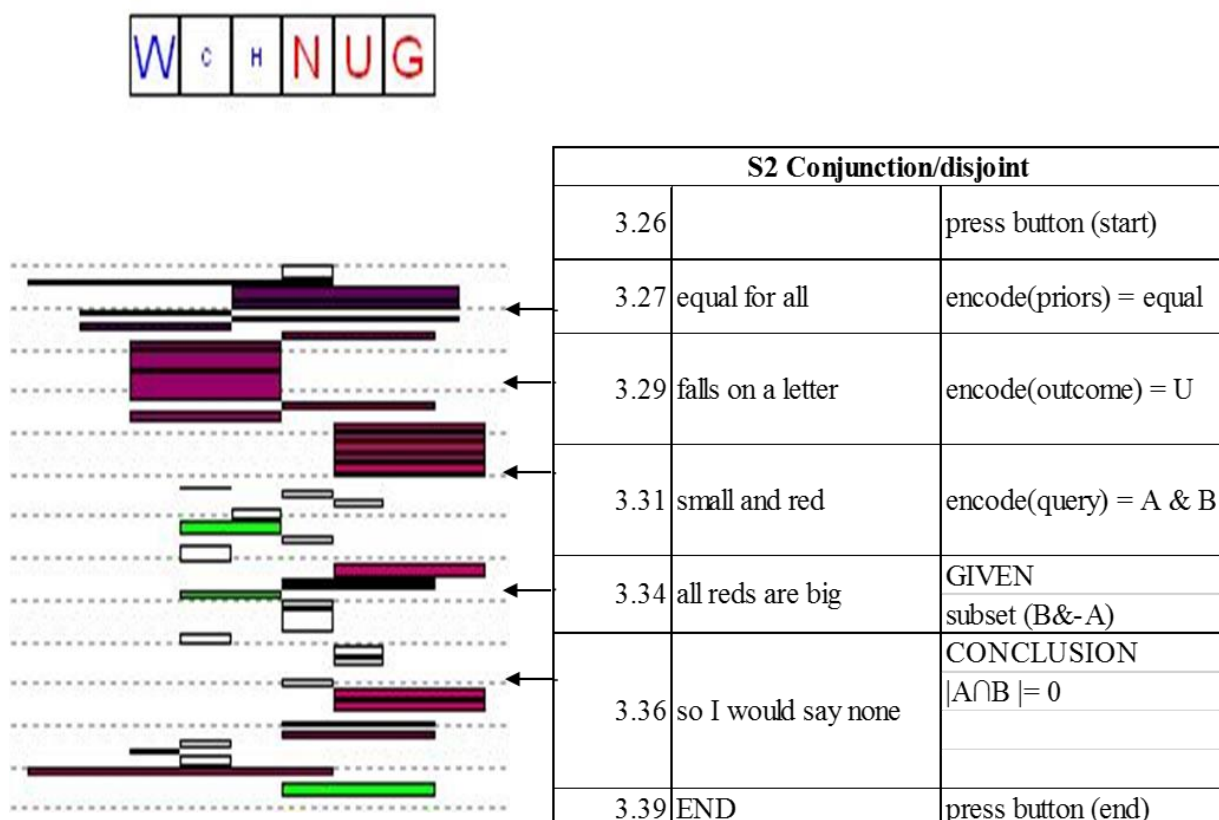 W C H N U G
S2 Conjunction/disjoint
3.26 press button (start)
3.27 equal for all encode(priors) = equal
3.29 falls on a letter encode(outcome) = U
3.31 small and red encode(query) = A & B
3.34 all reds are big GIVEN
subset (B&-A)
CONCLUSION
3.36 so I would say none |A∩B |= 0
3.39 END press button (end)